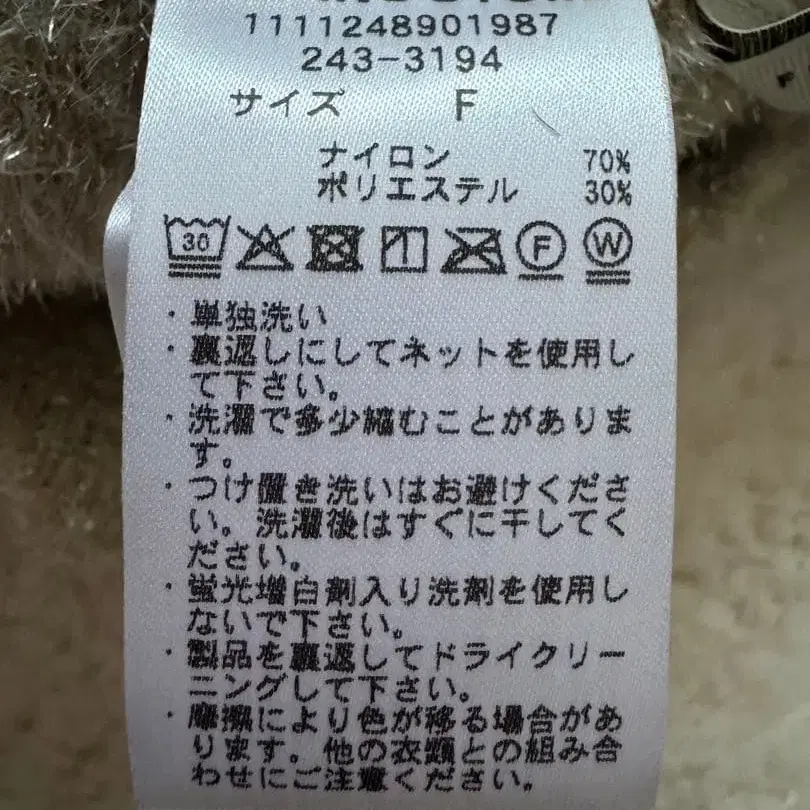 1111248901987
243-3194
サイズ F
ナイロン 70%
ポリエステル 30%
30 F W
・単独洗い
・裏返しにしてネットを使用し
て下さい。
・洗濯で多少縮むことがありま
す。
・つけ置き洗いはお避けくださ
い。洗濯後はすぐに干してく
ださい。
・蛍光増白剤入り洗剤を使用し
ないで下さい。
・製品を裏返してドライクリー
ニングして下さい。
・摩擦により色が移る場合があ
ります。他の衣類との組み合
わせにご注意ください。